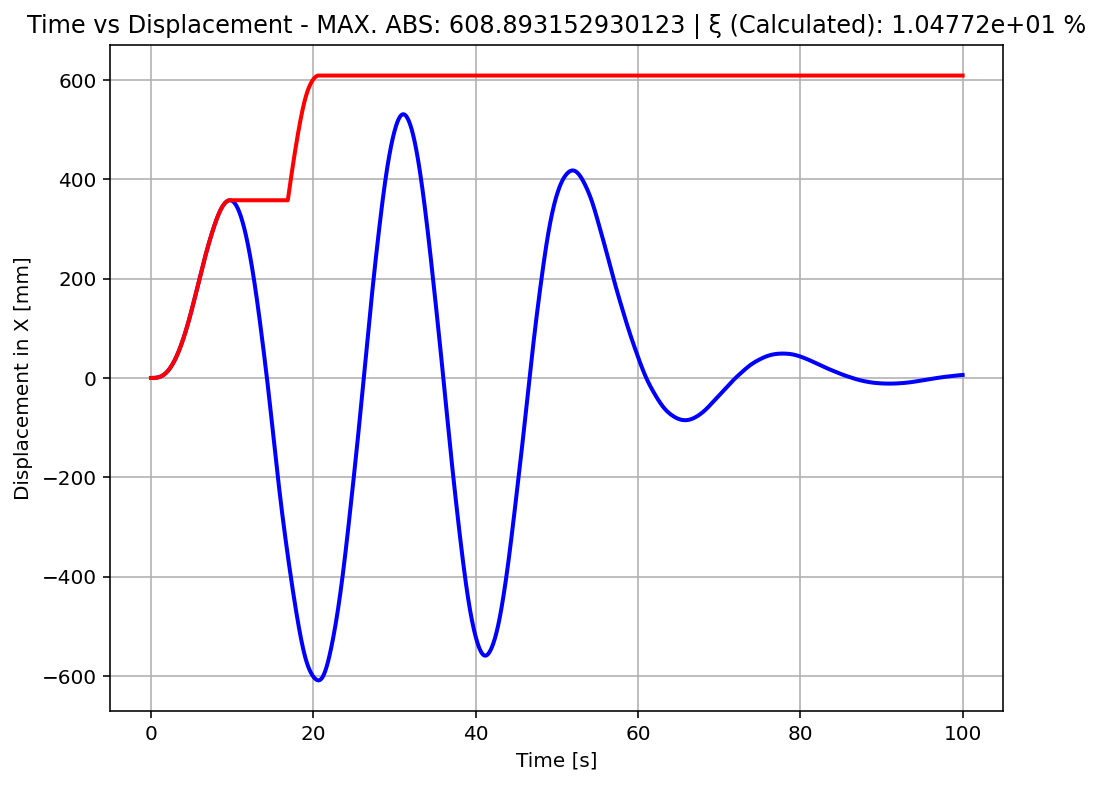 Time vs Displacement - MAX. ABS: 608.893152930123 | ξ (Calculated): 1.04772e+01 %
Displacement in X [mm]
600
400
200
0
−200
−400
−600
0 20 40 60 80 100
Time [s]